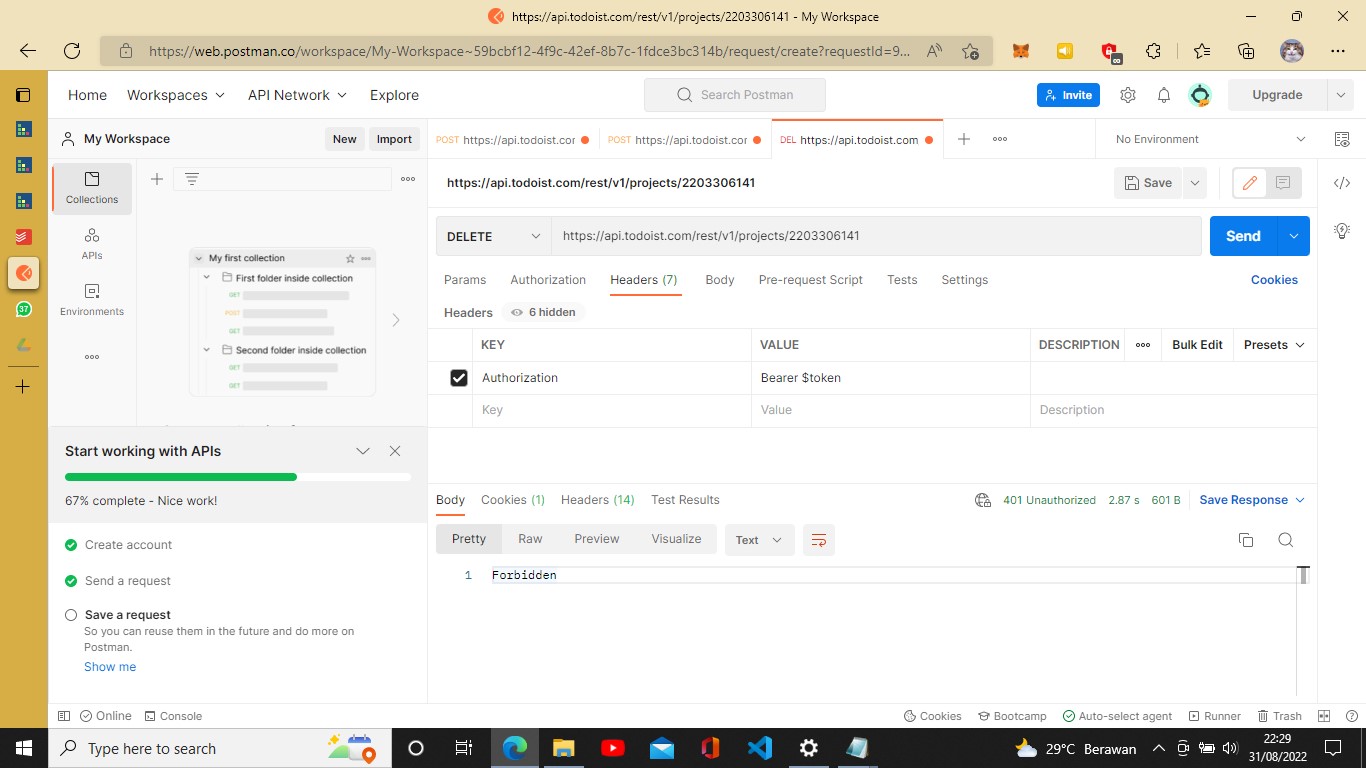 https://api.todoist.com/rest/v1/projects/2203306141 - My Workspace
https://web.postman.co/workspace/My-Workspace~59bcbf12-4f9c-42ef-8b7c-1fdce3bc314b/request/create?requestId=9...
Home Workspaces API Network Explore Search Postman Invite Upgrade
My Workspace New Import POST https://api.todoist.cor POST https://api.todoist.cor DEL https://api.todoist.com No Environment
https://api.todoist.com/rest/v1/projects/2203306141 Save
Collections
APIs
Environments
My first collection
First folder inside collection
GET
POST
GET
Second folder inside collection
GET
GET
DELETE https://api.todoist.com/rest/v1/projects/2203306141 Send
Params Authorization Headers (7) Body Pre-request Script Tests Settings Cookies
Headers 6 hidden
KEY VALUE DESCRIPTION Bulk Edit Presets
Authorization Bearer $token
Key Value Description
Start working with APIs
67% complete - Nice work!
Create account
Send a request
Save a request
So you can reuse them in the future and do more on
Postman.
Show me
Body Cookies (1) Headers (14) Test Results 401 Unauthorized 2.87 s 601 B Save Response
Pretty Raw Preview Visualize Text
1 Forbidden
Online Console Cookies Bootcamp Auto-select agent Runner Trash
Type here to search 29°C Berawan 22:29
31/08/2022
37